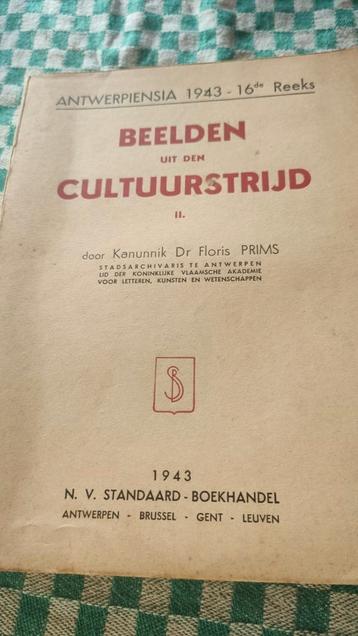 ANTWERPIENSIA 1943 - 16de Reeks
BEELDEN
UIT DEN
CULTUURSTRIJD
II.
door Kanunnik Dr Floris PRIMS
STADSARCHIVARIS TE ANTWERPEN
LID DER KONINKLIJKE VLAAMSCHE AKADEMIE
VOOR LETTEREN, KUNSTEN EN WETENSCHAPPEN
SB
1943
N. V. STANDAARD - BOEKHANDEL
ANTWERPEN - BRUSSEL - GENT - LEUVEN